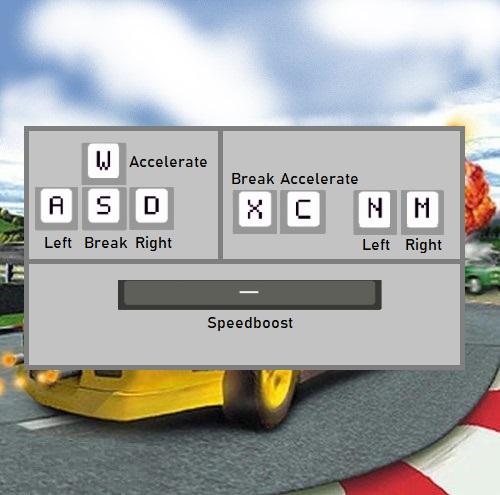 W Accelerate
A S D
Left Break Right
Break Accelerate
X C N M
Left Right
Speedboost